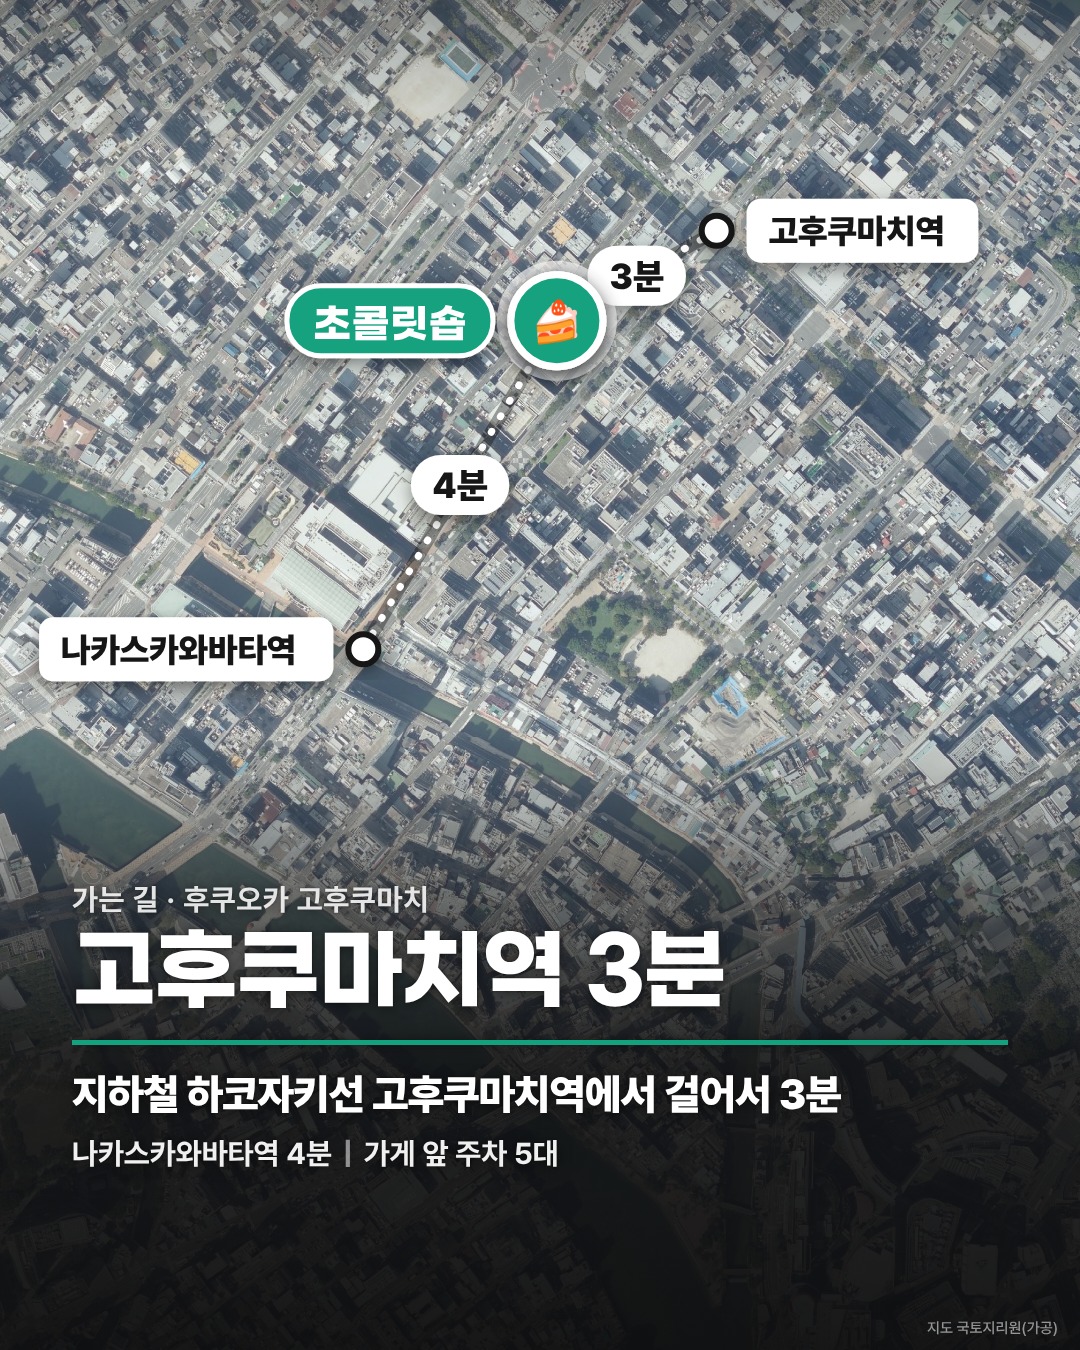 고후쿠마치역
3분
초콜릿숍
4분
나카스카와바타역
가는 길 · 후쿠오카 고후쿠마치
고후쿠마치역 3분
지하철 하코자키선 고후쿠마치역에서 걸어서 3분
나카스카와바타역 4분 | 가게 앞 주차 5대
지도 국토지리원(가공)